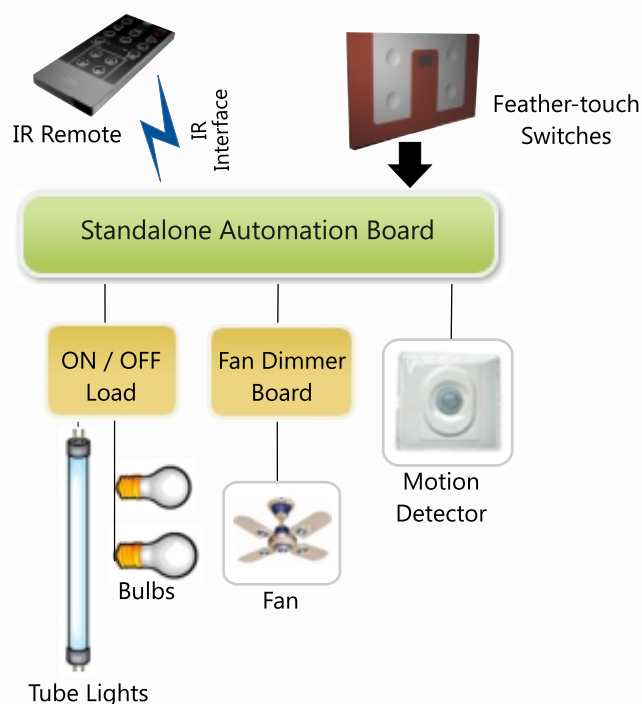 IR Remote
IR
Interface
Feather-touch
Switches
Standalone Automation Board
ON / OFF
Load
Fan Dimmer
Board
Motion
Detector
Bulbs
Fan
Tube Lights